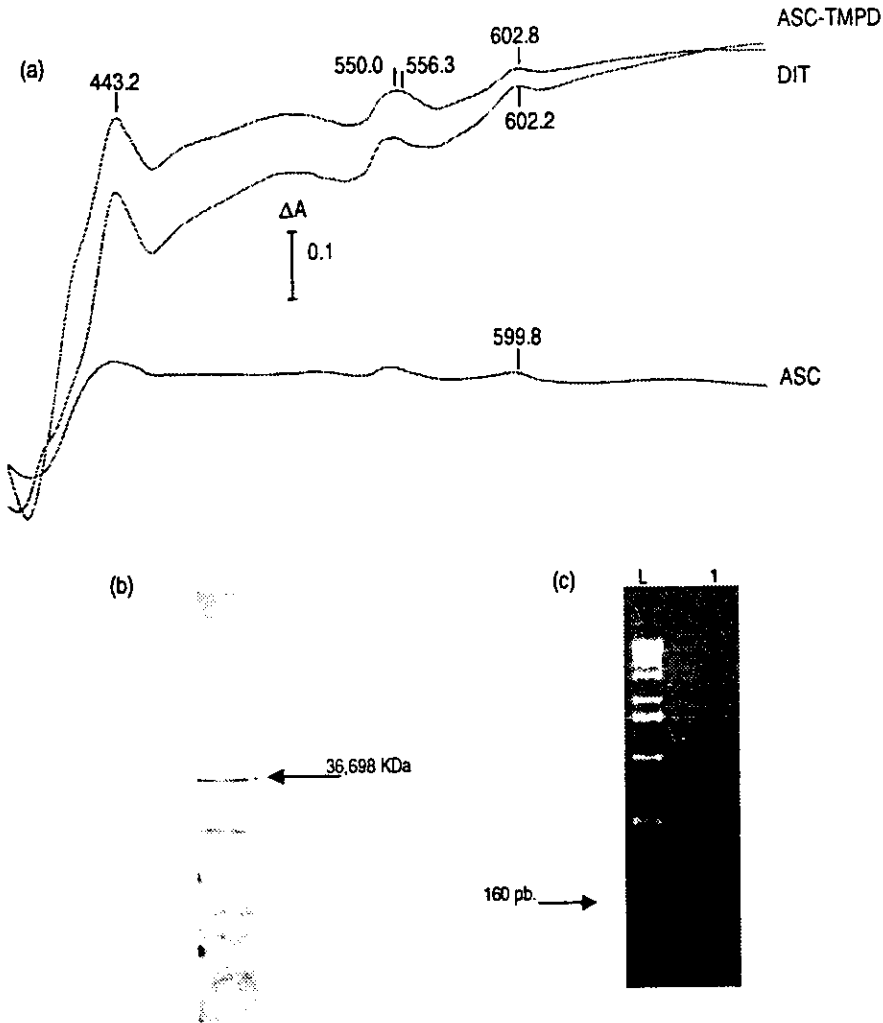 ASC-TMPD
(a)
443.2
550.0
556.3
602.8
DIT
602.2
ΔA
0.1
599.8
ASC
(b)
36,698 KDa
(c)
L
1
160 pb.